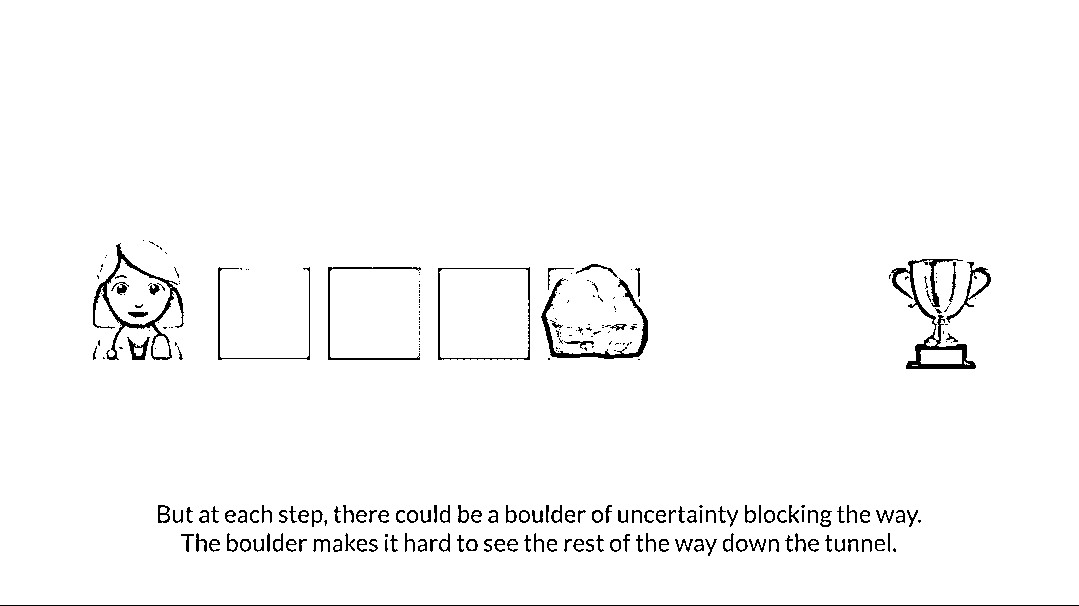 But at each step, there could be a boulder of uncertainty blocking the way.
The boulder makes it hard to see the rest of the way down the tunnel.